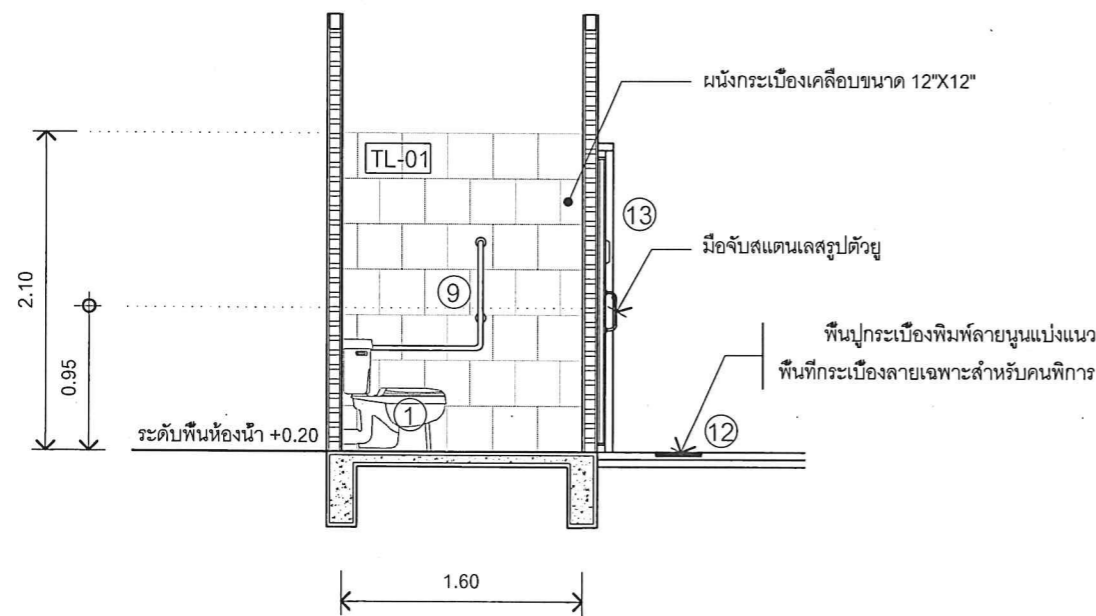 ผนังกระเบื้องเคลือบขนาด 12"X12"
TL-01
13
มือจับสแตนเลสรูปตัวยู
9
2.10
0.95
พื้นปูกระเบื้องพิมพ์ลายนูนแบ่งแนว
พื้นที่กระเบื้องลายเฉพาะสำหรับคนพิการ
1
12
ระดับพื้นห้องน้ำ +0.20
1.60